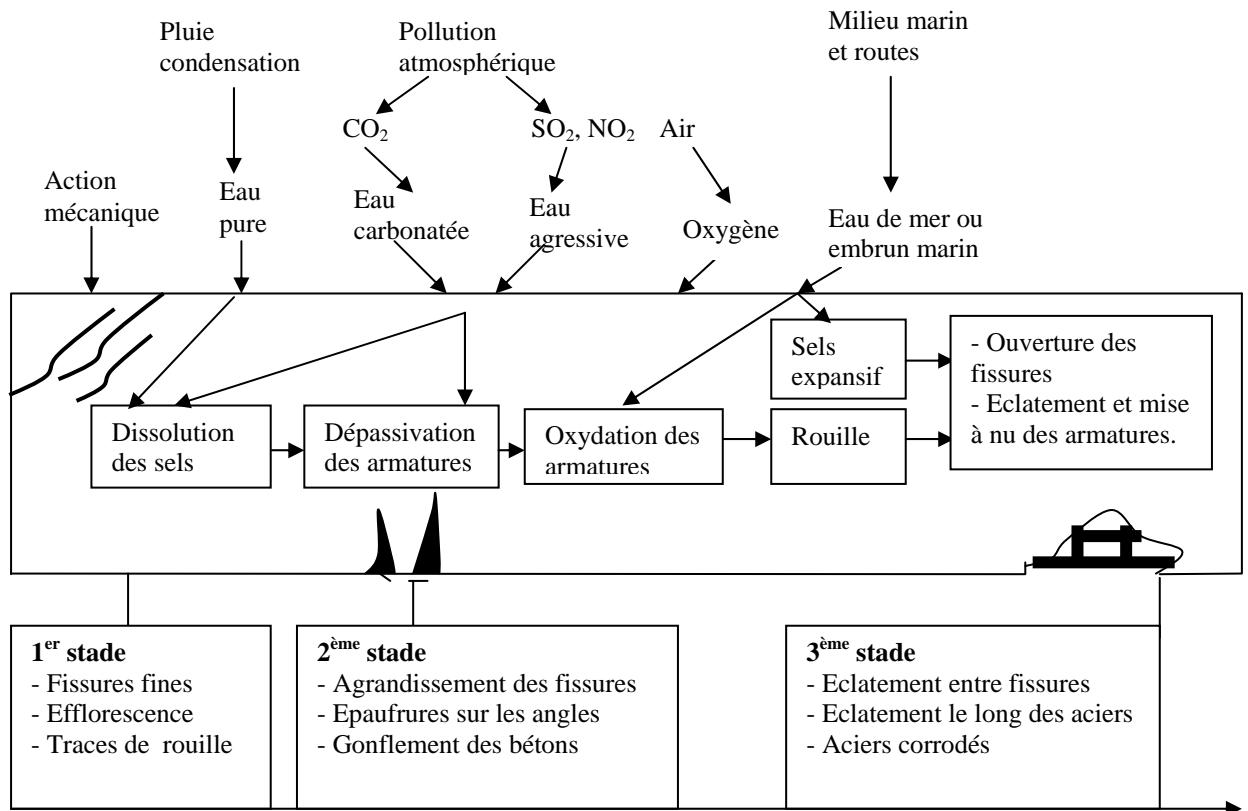 Pluie
condensation
Pollution
atmosphérique
Milieu marin
et routes
CO₂
SO₂, NO₂
Air
Action
mécanique
Eau
pure
Eau
carbonatée
Eau
agressive
Oxygène
Eau de mer ou
embrun marin
Sels
expansif
- Ouverture des
fissures
- Eclatement et mise
à nu des armatures.
Dissolution
des sels
Dépassivation
des armatures
Oxydation des
armatures
Rouille
1er stade
- Fissures fines
- Efflorescence
- Traces de rouille
2ème stade
- Agrandissement des fissures
- Epaufrures sur les angles
- Gonflement des bétons
3ème stade
- Eclatement entre fissures
- Eclatement le long des aciers
- Aciers corrodés